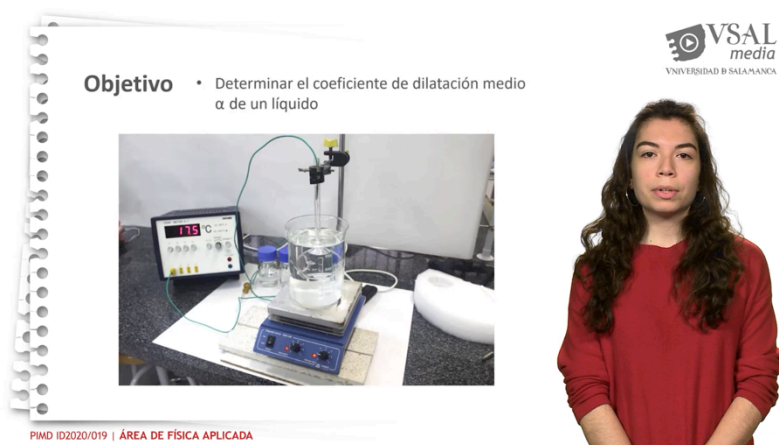 VSAL
media
VNIVERSIDAD Ð SALAMANCA
Objetivo
• Determinar el coeficiente de dilatación medio
α de un líquido
17.5 °C
PIMD ID2020/019 | ÁREA DE FÍSICA APLICADA